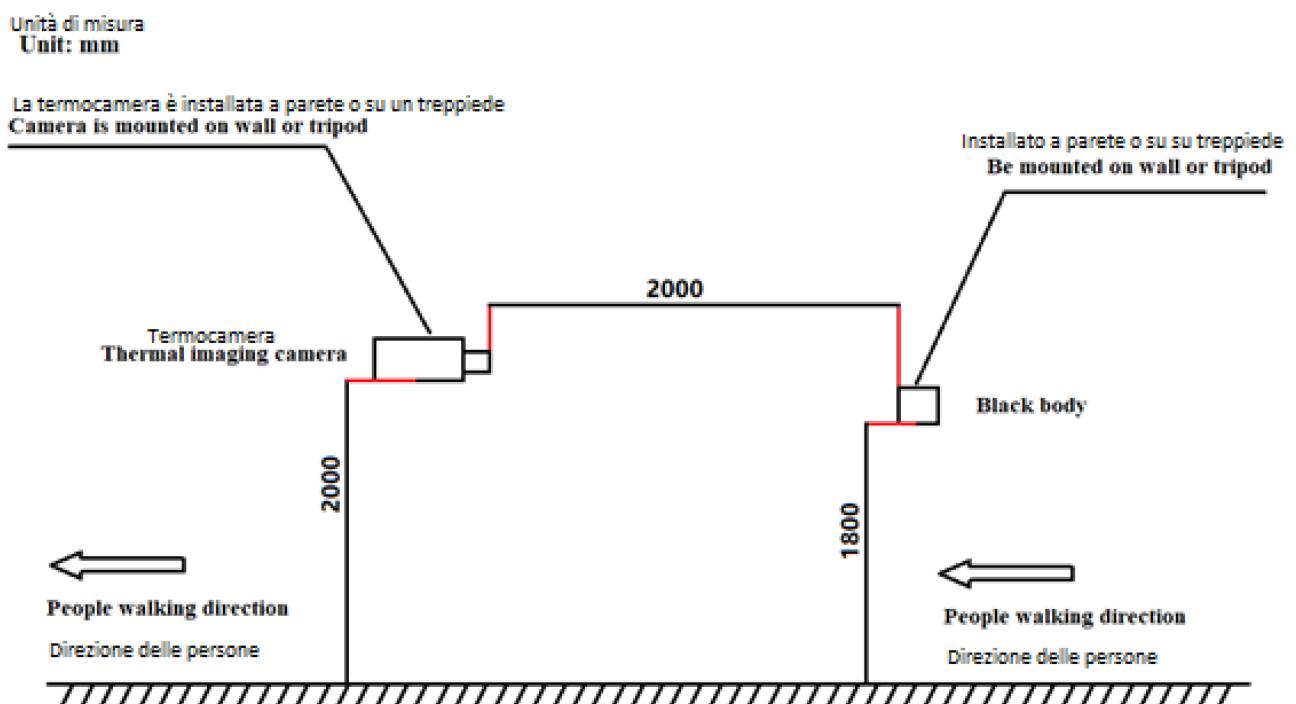 Unità di misura
Unit: mm
La termocamera è installata a parete o su un treppiede
Camera is mounted on wall or tripod
Installato a parete o su su treppiede
Be mounted on wall or tripod
2000
Termocamera
Thermal imaging camera
Black body
2000
1800
People walking direction
Direzione delle persone
People walking direction
Direzione delle persone